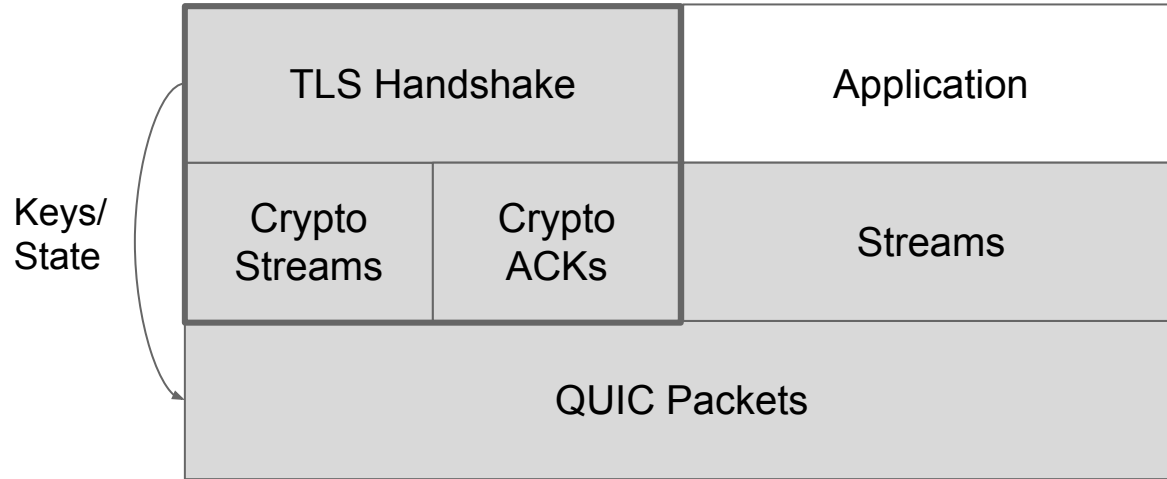 TLS Handshake
Application
Keys/
State
Crypto
Streams
Crypto
ACKs
Streams
QUIC Packets